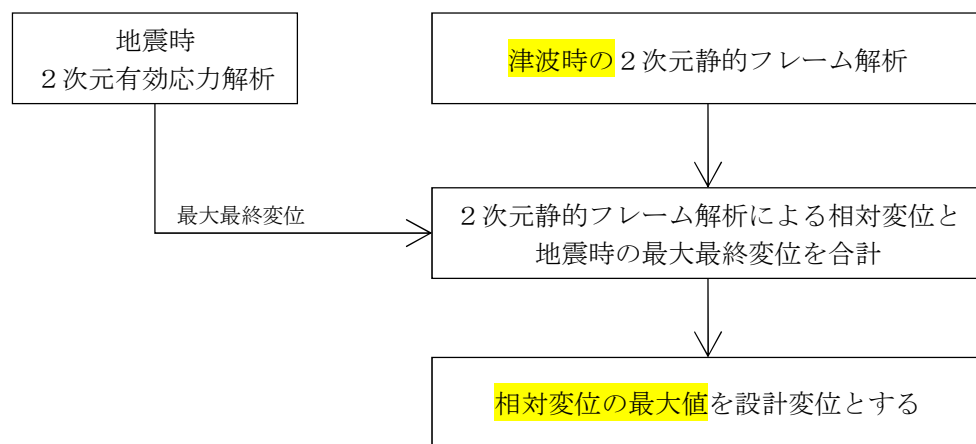 地震時
２次元有効応力解析
津波時の２次元静的フレーム解析
最大最終変位
２次元静的フレーム解析による相対変位と
地震時の最大最終変位を合計
相対変位の最大値を設計変位とする